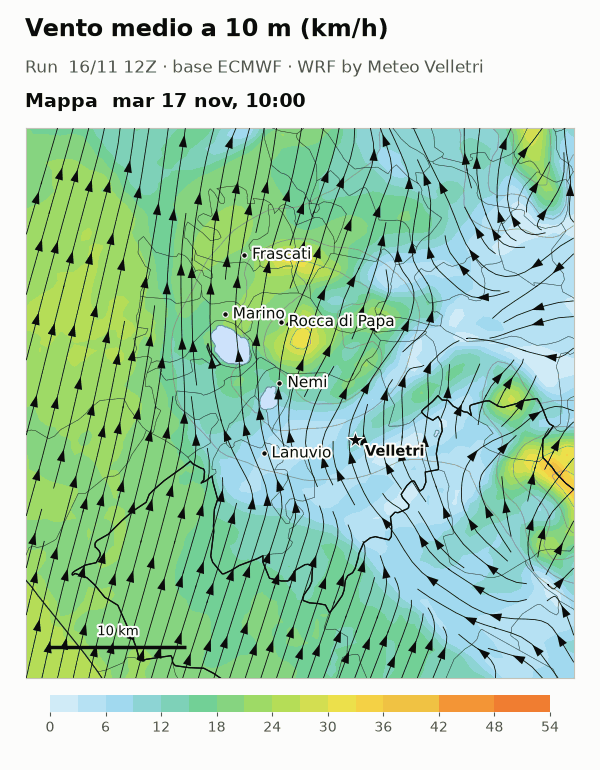 Vento medio a 10 m (km/h)
Run  16/11 12Z · base ECMWF · WRF by Meteo Velletri
Mappa  mar 17 nov, 10:00
Frascati
Marino
Rocca di Papa
Nemi
Velletri
Lanuvio
10 km
0 6 12 18 24 30 36 42 48 54